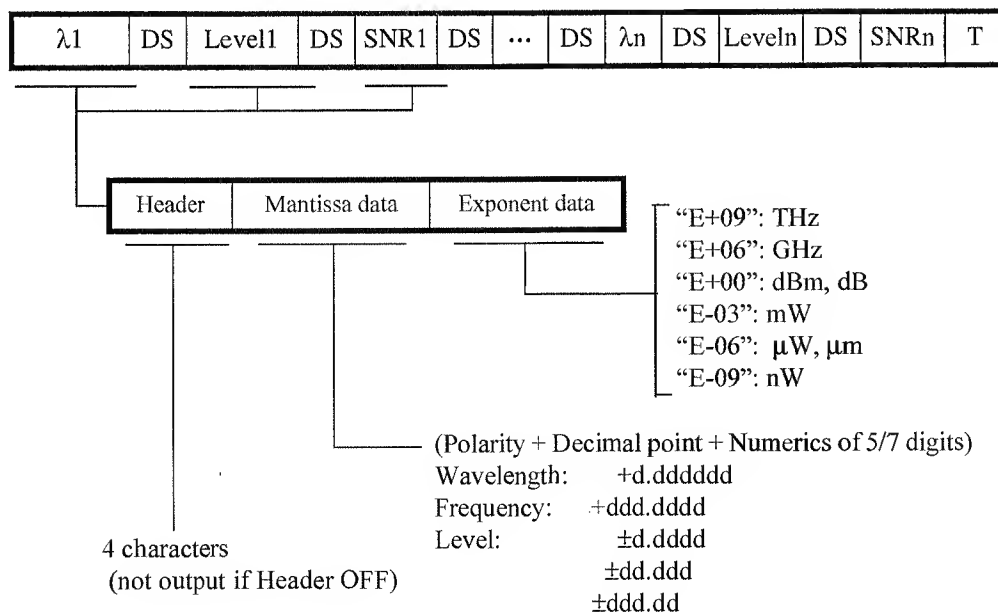 λ1 DS Level1 DS SNR1 DS ··· DS λn DS Leveln DS SNRn T
Header Mantissa data Exponent data
“E+09”: THz
“E+06”: GHz
“E+00”: dBm, dB
“E-03”: mW
“E-06”: μW, μm
“E-09”: nW
(Polarity + Decimal point + Numerics of 5/7 digits)
Wavelength: +d.dddddd
Frequency: +ddd.dddd
Level: ±d.dddd
±dd.ddd
±ddd.dd
4 characters
(not output if Header OFF)